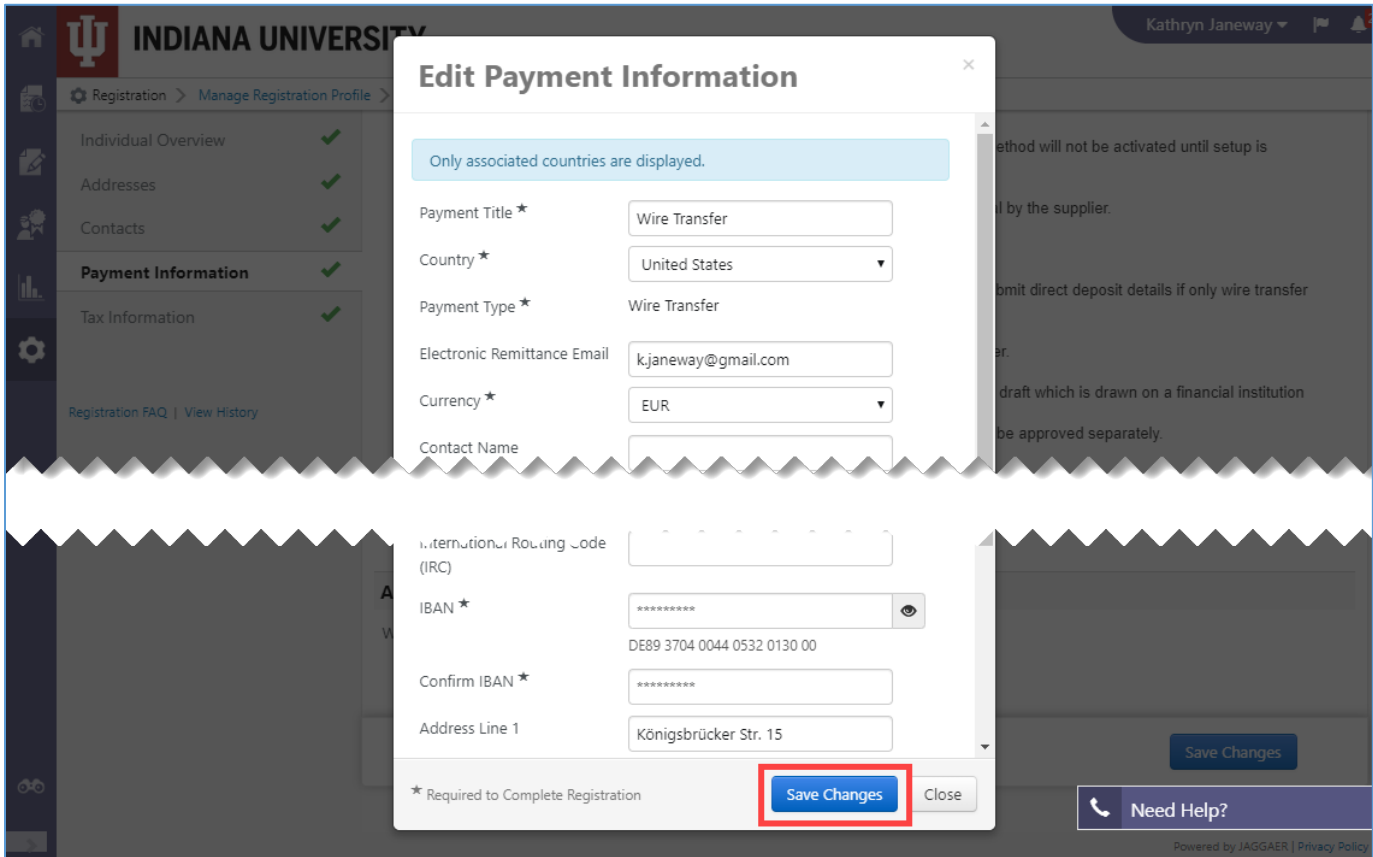 INDIANA UNIVERSITY
Kathryn Janeway
Registration > Manage Registration Profile >
Individual Overview
Addresses
Contacts
Payment Information
Tax Information
Registration FAQ | View History
ethod will not be activated until setup is
l by the supplier.
bmit direct deposit details if only wire transfer
er.
draft which is drawn on a financial institution
be approved separately.
Edit Payment Information
×
Only associated countries are displayed.
Payment Title ★ Wire Transfer
Country ★ United States
Payment Type ★ Wire Transfer
Electronic Remittance Email k.janeway@gmail.com
Currency ★ EUR
Contact Name
International Routing Code
(IRC)
IBAN ★ *********
DE89 3704 0044 0532 0130 00
Confirm IBAN ★ *********
Address Line 1 Königsbrücker Str. 15
★ Required to Complete Registration
Save Changes
Close
A
W
Save Changes
Need Help?
Powered by JAGGAER | Privacy Policy